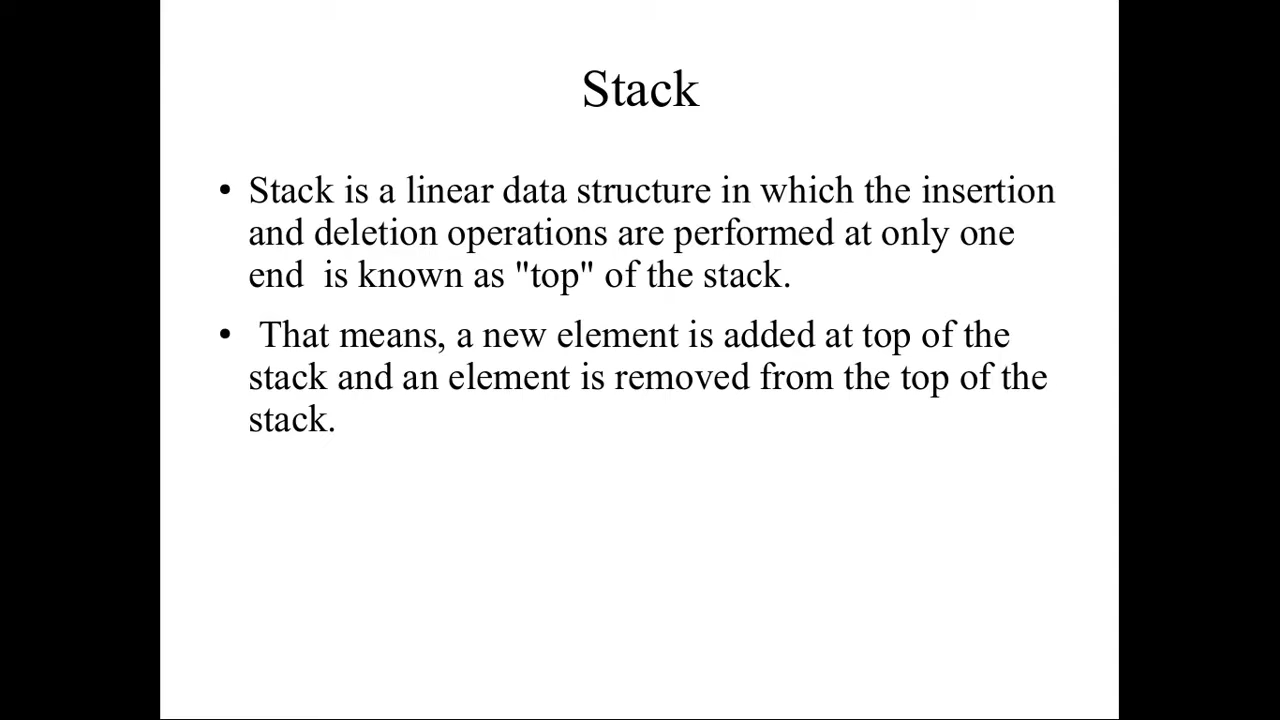 Stack
• Stack is a linear data structure in which the insertion
and deletion operations are performed at only one
end  is known as "top" of the stack.
•  That means, a new element is added at top of the
stack and an element is removed from the top of the
stack.